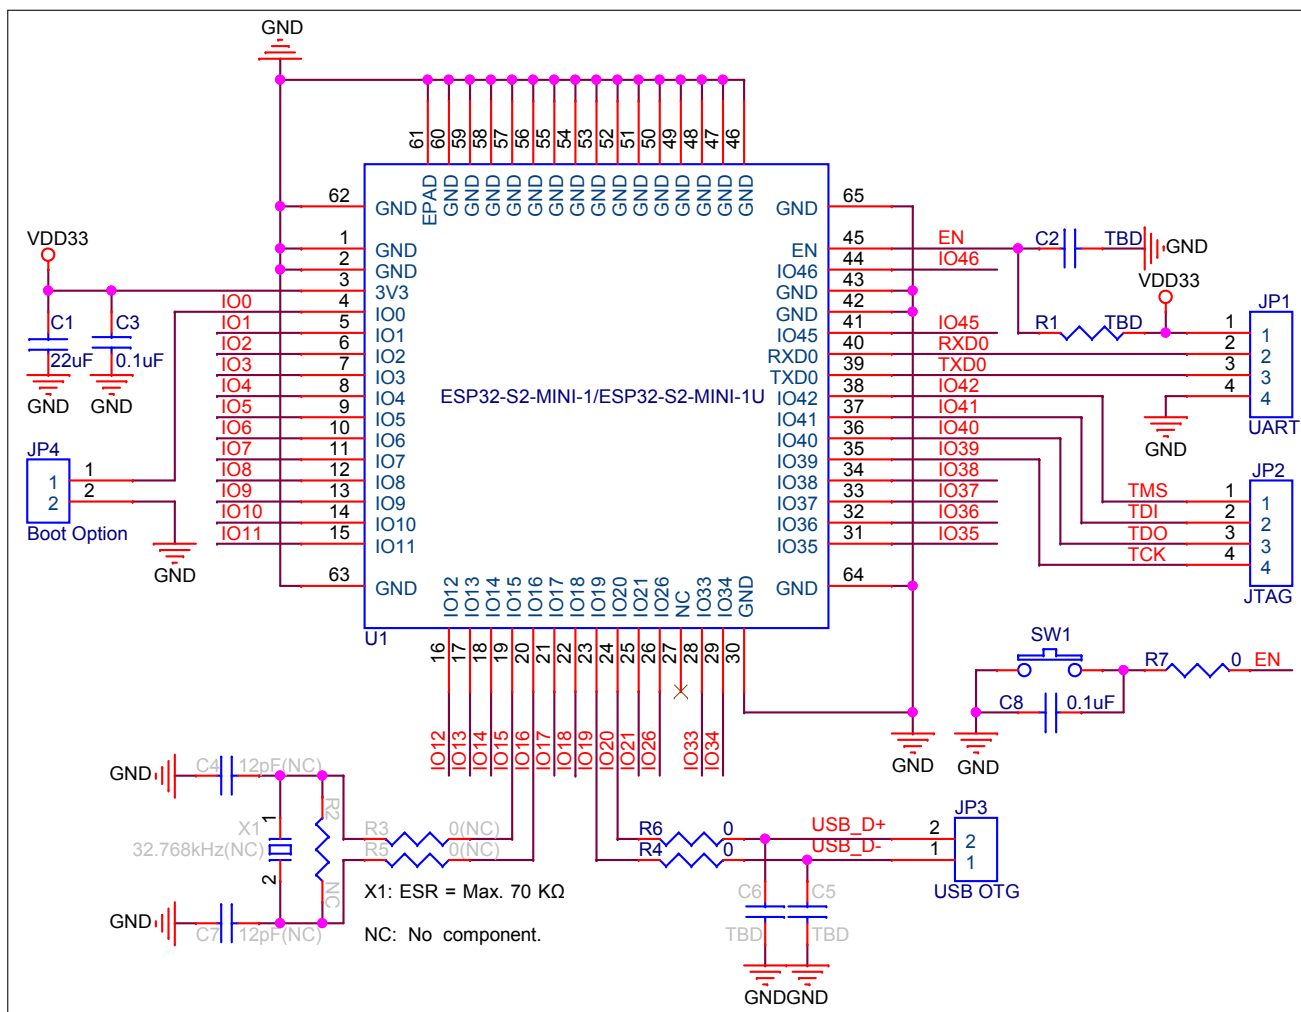 GND
61 60 59 58 57 56 55 54 53 52 51 50 49 48 47 46
EPAD GND GND GND GND GND GND GND GND GND GND GND GND GND GND GND
62 GND
1 GND
2 GND
3 3V3
IO0 4 IO0
IO1 5 IO1
IO2 6 IO2
IO3 7 IO3
IO4 8 IO4
IO5 9 IO5
IO6 10 IO6
IO7 11 IO7
IO8 12 IO8
IO9 13 IO9
IO10 14 IO10
IO11 15 IO11
63 GND
U1
ESP32-S2-MINI-1/ESP32-S2-MINI-1U
GND 65
EN 45 EN
IO46 44 IO46
GND 43
GND 42
IO45 41 IO45
RXD0 40 RXD0
TXD0 39 TXD0
IO42 38 IO42
IO41 37 IO41
IO40 36 IO40
IO39 35 IO39
IO38 34 IO38
IO37 33 IO37
IO36 32 IO36
IO35 31 IO35
GND 64
IO12 IO13 IO14 IO15 IO16 IO17 IO18 IO19 IO20 IO21 IO26 NC IO33 IO34 GND
16 17 18 19 20 21 22 23 24 25 26 27 28 29 30
IO12 IO13 IO14 IO15 IO16 IO17 IO18 IO19 IO20 IO21 IO26 IO33 IO34
VDD33
C1
22uF
GND
C3
0.1uF
GND
JP4
1 1
2 2
Boot Option
GND
C2 TBD
GND
VDD33
R1 TBD
JP1
1 1
2 2
3 3
4 4
UART
GND
JP2
TMS 1 1
TDI 2 2
TDO 3 3
TCK 4 4
JTAG
SW1
R7 0 EN
C8 0.1uF
GND
GND
GND C4 12pF(NC)
X1
32.768kHz(NC)
1
2
R2
NC
R3 0(NC)
R5 0(NC)
GND C7 12pF(NC)
X1: ESR = Max. 70 KΩ
NC: No component.
JP3
R6 0 USB_D+ 2 2
R4 0 USB_D- 1 1
USB OTG
C6
TBD
C5
TBD
GND GND